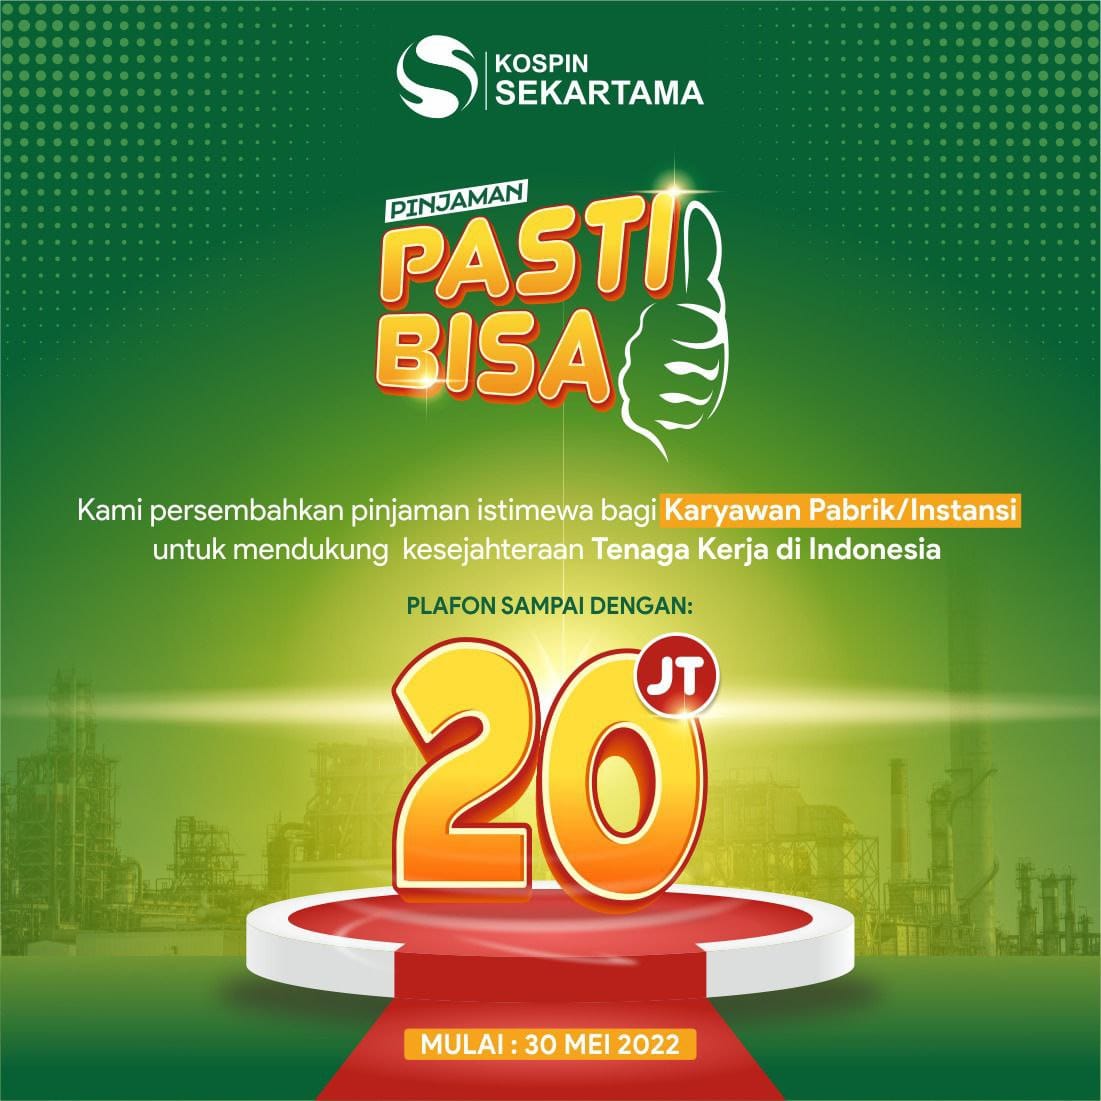 KOSPIN
SEKARTAMA
PINJAMAN
PASTI
BISA
Kami persembahkan pinjaman istimewa bagi Karyawan Pabrik/Instansi
untuk mendukung kesejahteraan Tenaga Kerja di Indonesia
PLAFON SAMPAI DENGAN:
20 JT
MULAI : 30 MEI 2022